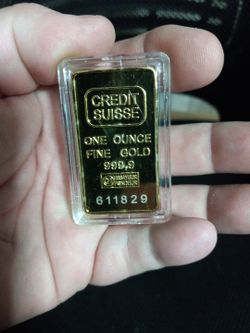 CREDIT
SUISSE
ONE OUNCE
FINE GOLD
999,9
611829